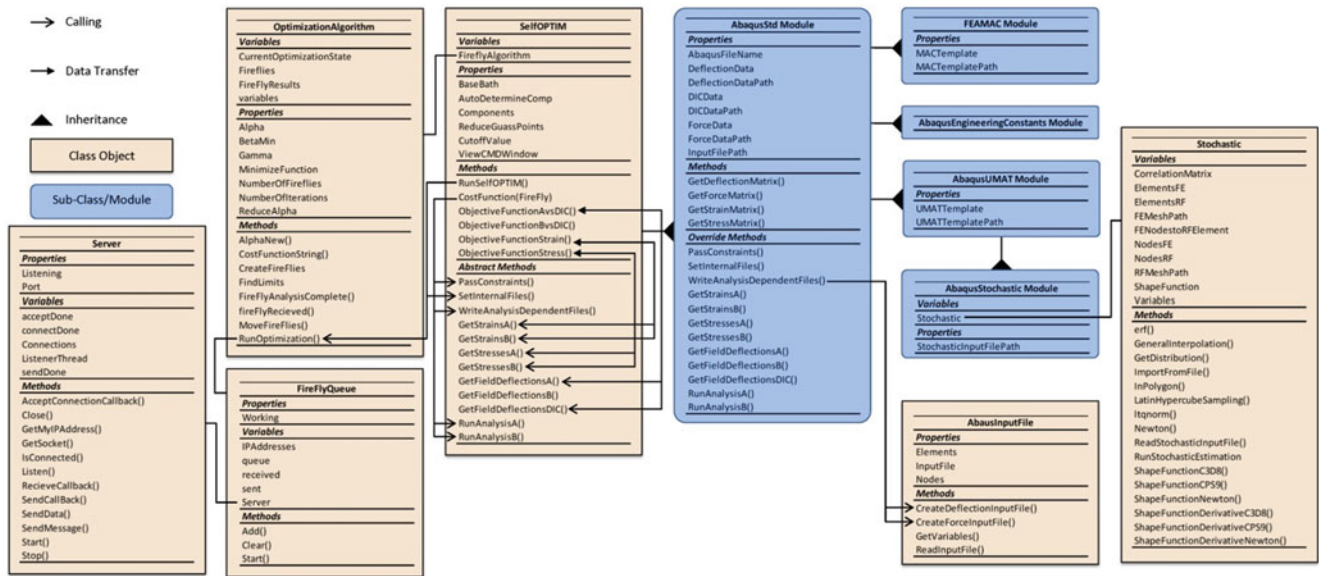 Calling
Data Transfer
Inheritance
Class Object
Sub-Class/Module
Server
Properties
Listening
Port
Variables
acceptDone
connectDone
Connections
ListenerThread
sendDone
Methods
AcceptConnectionCallback()
Close()
GetMyIPAddress()
GetSocket()
IsConnected()
Listen()
RecieveCallback()
SendCallBack()
SendData()
SendMessage()
Start()
Stop()
OptimizationAlgorithm
Variables
CurrentOptimizationState
Fireflies
FireFlyResults
variables
Properties
Alpha
BetaMin
Gamma
MinimizeFunction
NumberOfFireflies
NumberOfIterations
ReduceAlpha
Methods
AlphaNew()
CostFunctionString()
CreateFireFlies
FindLimits
FireFlyAnalysisComplete()
fireFlyRecieved()
MoveFireFlies()
RunOptimization()
FireFlyQueue
Properties
Working
Variables
IPAddresses
queue
received
sent
Server
Methods
Add()
Clear()
Start()
SelfOPTIM
Variables
FireflyAlgorithm
Properties
BaseBath
AutoDetermineComp
Components
ReduceGuassPoints
CutoffValue
ViewCMDWindow
Methods
RunSelfOPTIM()
CostFunction(FireFly)
ObjectiveFunctionAvsDIC()
ObjectiveFunctionBvsDIC()
ObjectiveFunctionStrain()
ObjectiveFunctionStress()
Abstract Methods
PassConstraints()
SetInternalFiles()
WriteAnalysisDependentFiles()
GetStrainsA()
GetStrainsB()
GetStressesA()
GetStressesB()
GetFieldDeflectionsA()
GetFieldDeflectionsB()
GetFieldDeflectionsDIC()
RunAnalysisA()
RunAnalysisB()
AbaqusStd Module
Properties
AbaqusFileName
DeflectionData
DeflectionDataPath
DICData
DICDataPath
ForceData
ForceDataPath
InputFilePath
Methods
GetDeflectionMatrix()
GetForceMatrix()
GetStrainMatrix()
GetStressMatrix()
Override Methods
PassConstraints()
SetInternalFiles()
WriteAnalysisDependentFiles()
GetStrainsA()
GetStrainsB()
GetStressesA()
GetStressesB()
GetFieldDeflectionsA()
GetFieldDeflectionsB()
GetFieldDeflectionsDIC()
RunAnalysisA()
RunAnalysisB()
FEAMAC Module
Properties
MACTemplate
MACTemplatePath
AbaqusEngineeringConstants Module
AbaqusUMAT Module
Properties
UMATTemplate
UMATTemplatePath
AbaqusStochastic Module
Variables
Stochastic
Properties
StochasticInputFilePath
AbausInputFile
Properties
Elements
InputFile
Nodes
Methods
CreateDeflectionInputFile()
CreateForceInputFile()
GetVariables()
ReadInputFile()
Stochastic
Variables
CorrelationMatrix
ElementsFE
ElementsRF
FEMeshPath
FENodestoRFElement
NodesFE
NodesRF
RFMeshPath
ShapeFunction
Variables
Methods
erf()
GeneralInterpolation()
GetDistribution()
ImportFromFile()
InPolygon()
LatinHypercubeSampling()
ltqnorm()
Newton()
ReadStochasticInputFile()
RunStochasticEstimation
ShapeFunctionC3D8()
ShapeFunctionCPS9()
ShapeFunctionNewton()
ShapeFunctionDerivativeC3D8()
ShapeFunctionDerivativeCPS9()
ShapeFunctionDerivativeNewton()